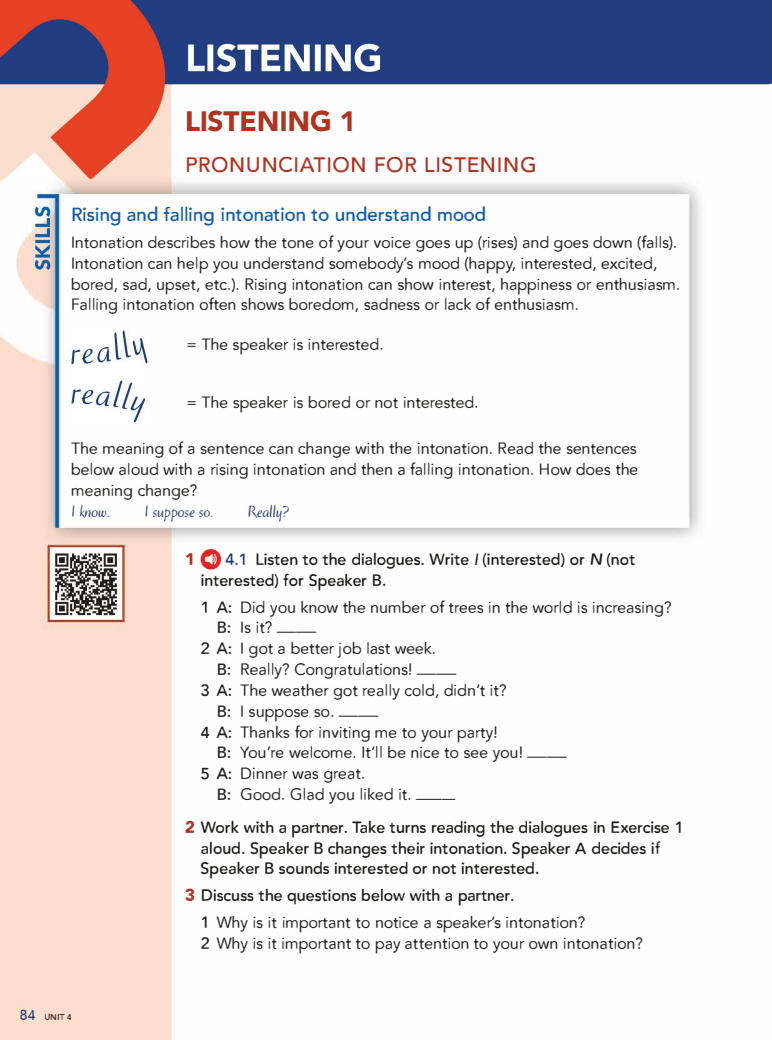 LISTENING
LISTENING 1
PRONUNCIATION FOR LISTENING
SKILLS
Rising and falling intonation to understand mood
Intonation describes how the tone of your voice goes up (rises) and goes down (falls).
Intonation can help you understand somebody's mood (happy, interested, excited,
bored, sad, upset, etc.). Rising intonation can show interest, happiness or enthusiasm.
Falling intonation often shows boredom, sadness or lack of enthusiasm.
really = The speaker is interested.
really = The speaker is bored or not interested.
The meaning of a sentence can change with the intonation. Read the sentences
below aloud with a rising intonation and then a falling intonation. How does the
meaning change?
I know. I suppose so. Really?
1 4.1 Listen to the dialogues. Write I (interested) or N (not
interested) for Speaker B.
1 A: Did you know the number of trees in the world is increasing?
B: Is it? _____
2 A: I got a better job last week.
B: Really? Congratulations! _____
3 A: The weather got really cold, didn't it?
B: I suppose so. _____
4 A: Thanks for inviting me to your party!
B: You're welcome. It'll be nice to see you! _____
5 A: Dinner was great.
B: Good. Glad you liked it. _____
2 Work with a partner. Take turns reading the dialogues in Exercise 1
aloud. Speaker B changes their intonation. Speaker A decides if
Speaker B sounds interested or not interested.
3 Discuss the questions below with a partner.
1 Why is it important to notice a speaker's intonation?
2 Why is it important to pay attention to your own intonation?
84 UNIT 4